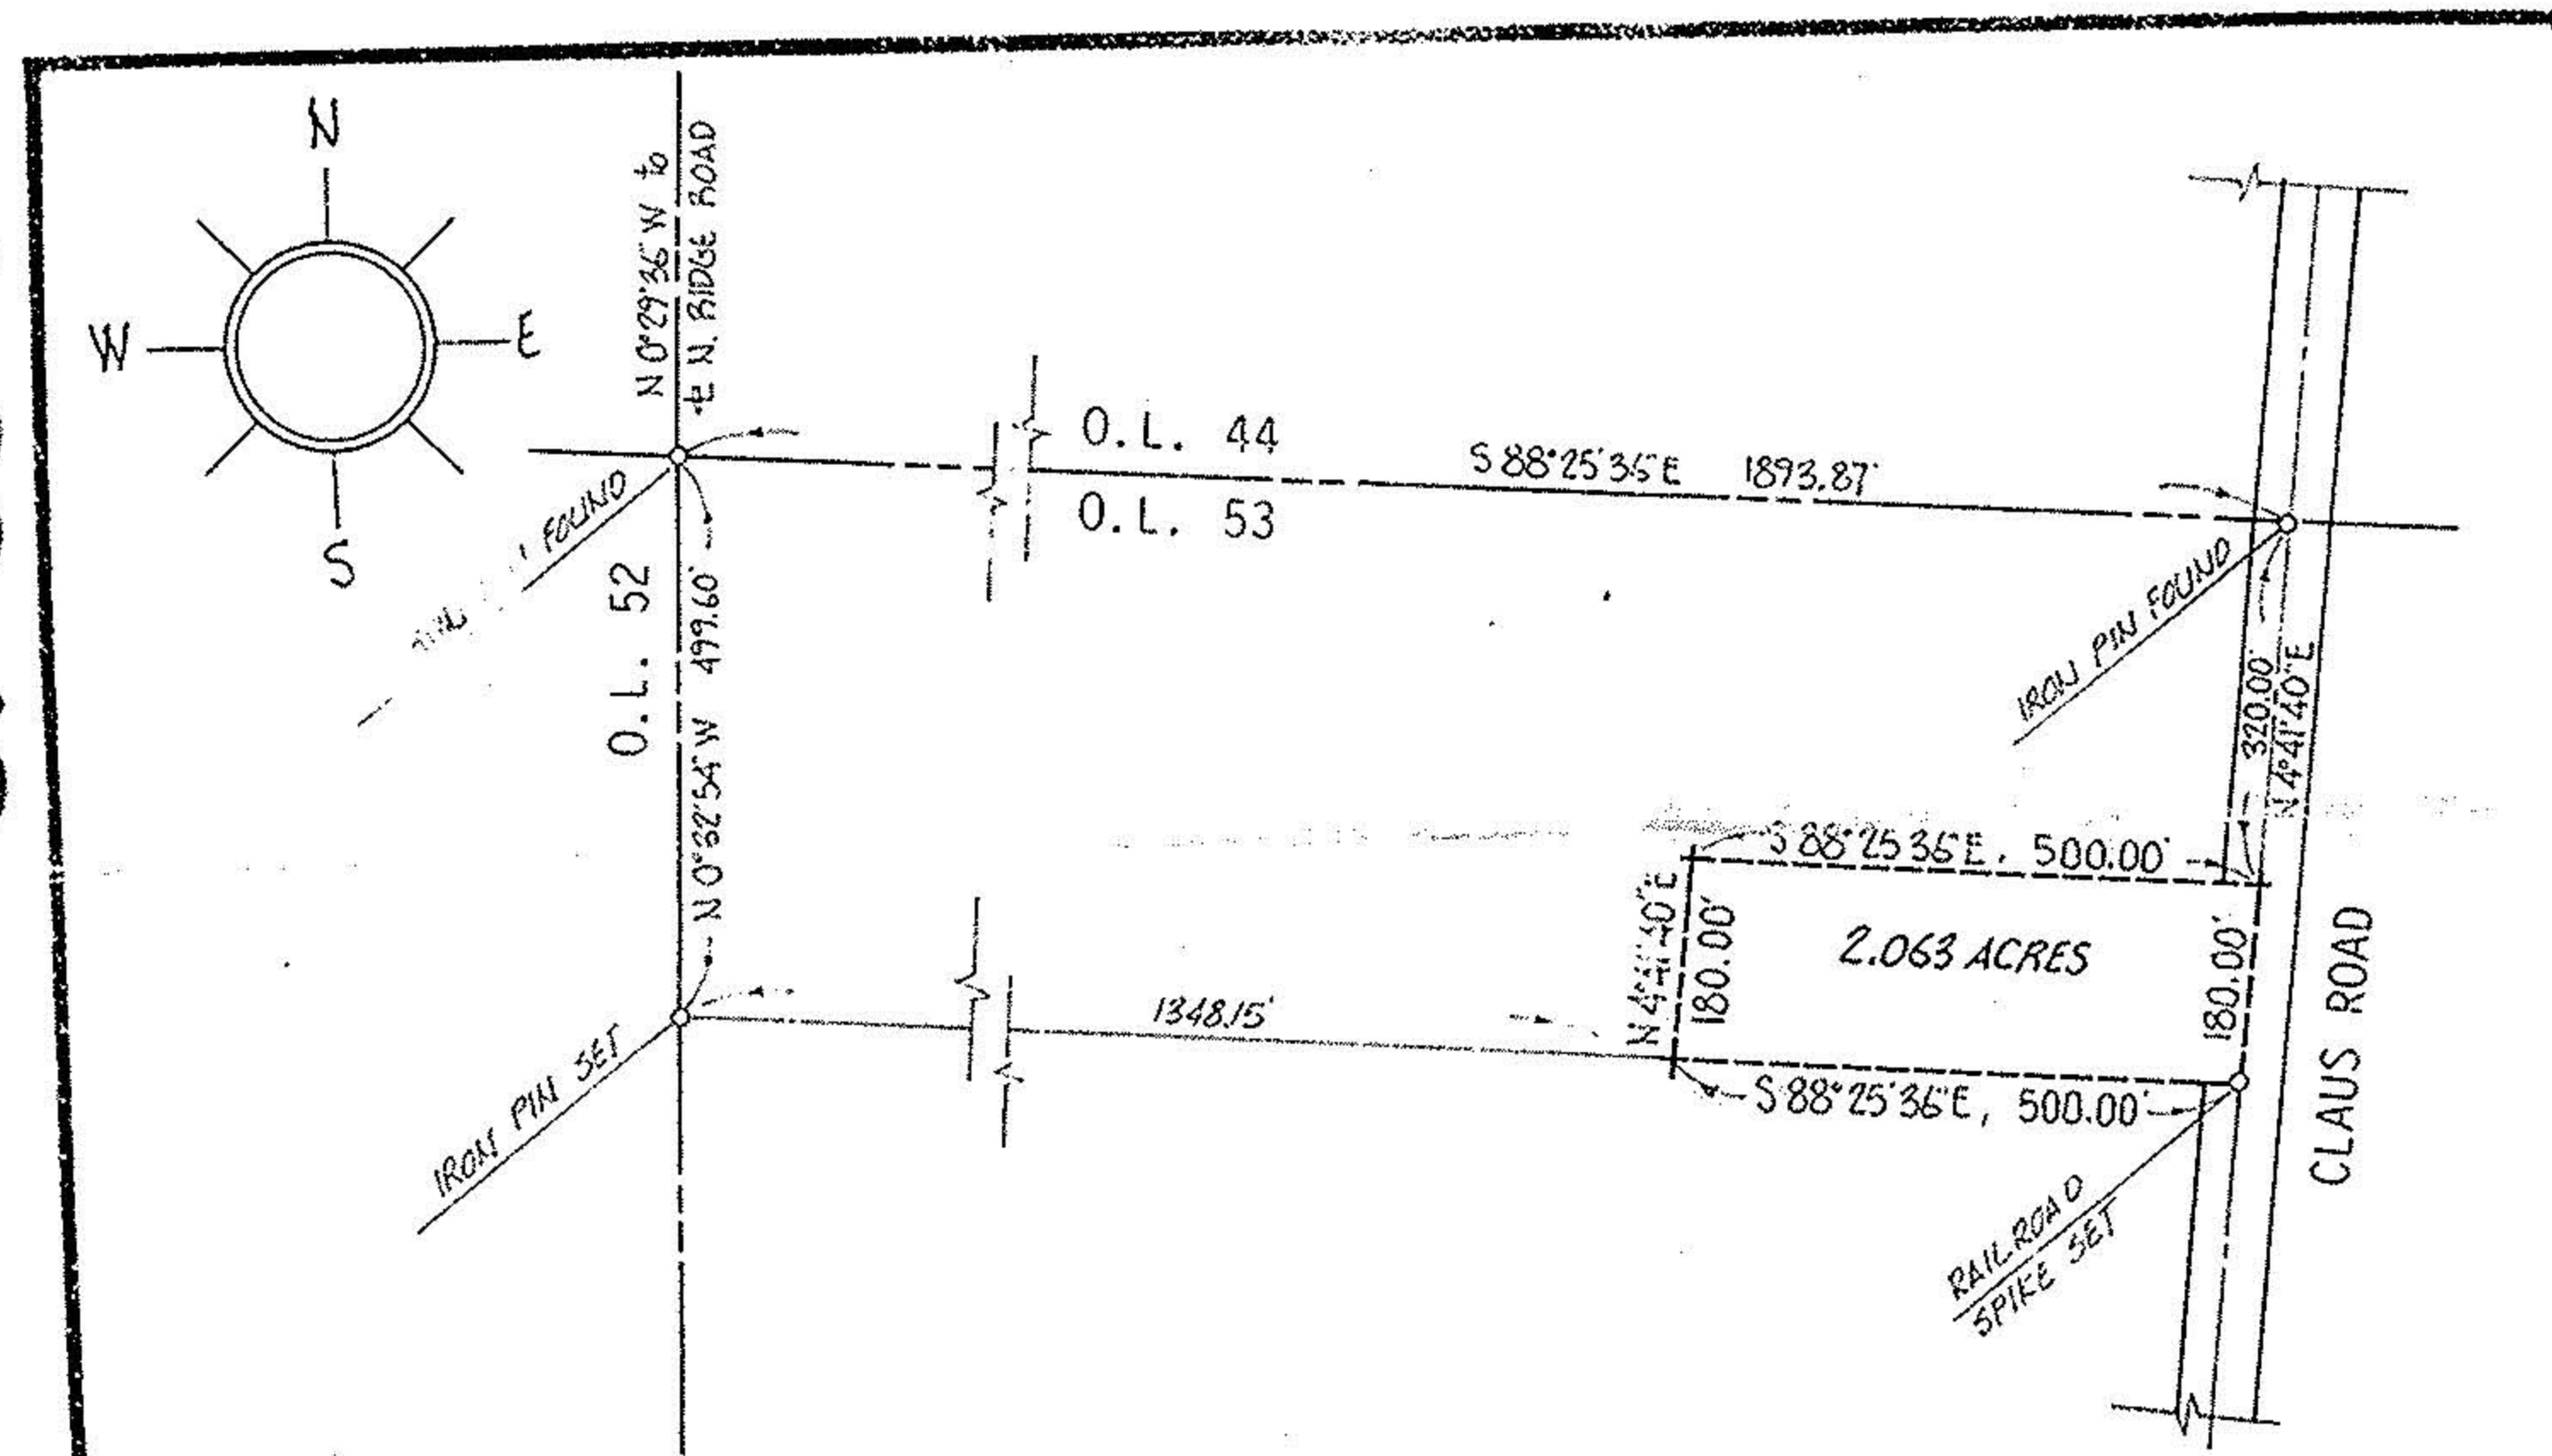 N
W
E
S
N 0°29'36" W to
℄ N. RIDGE ROAD
O.L. 44
O.L. 53
S 88°25'36" E 1893.87'
FOUND
O.L. 52
N 0°32'54" W 499.60'
IRON PIN FOUND
320.00'
N 4°41'40" E
S 88°25'36" E, 500.00'
N 4°41'40" E
180.00'
2.063 ACRES
180.00'
CLAUS ROAD
1348.15'
S 88°25'36" E, 500.00'
IRON PIN SET
RAILROAD
SPIKE SET